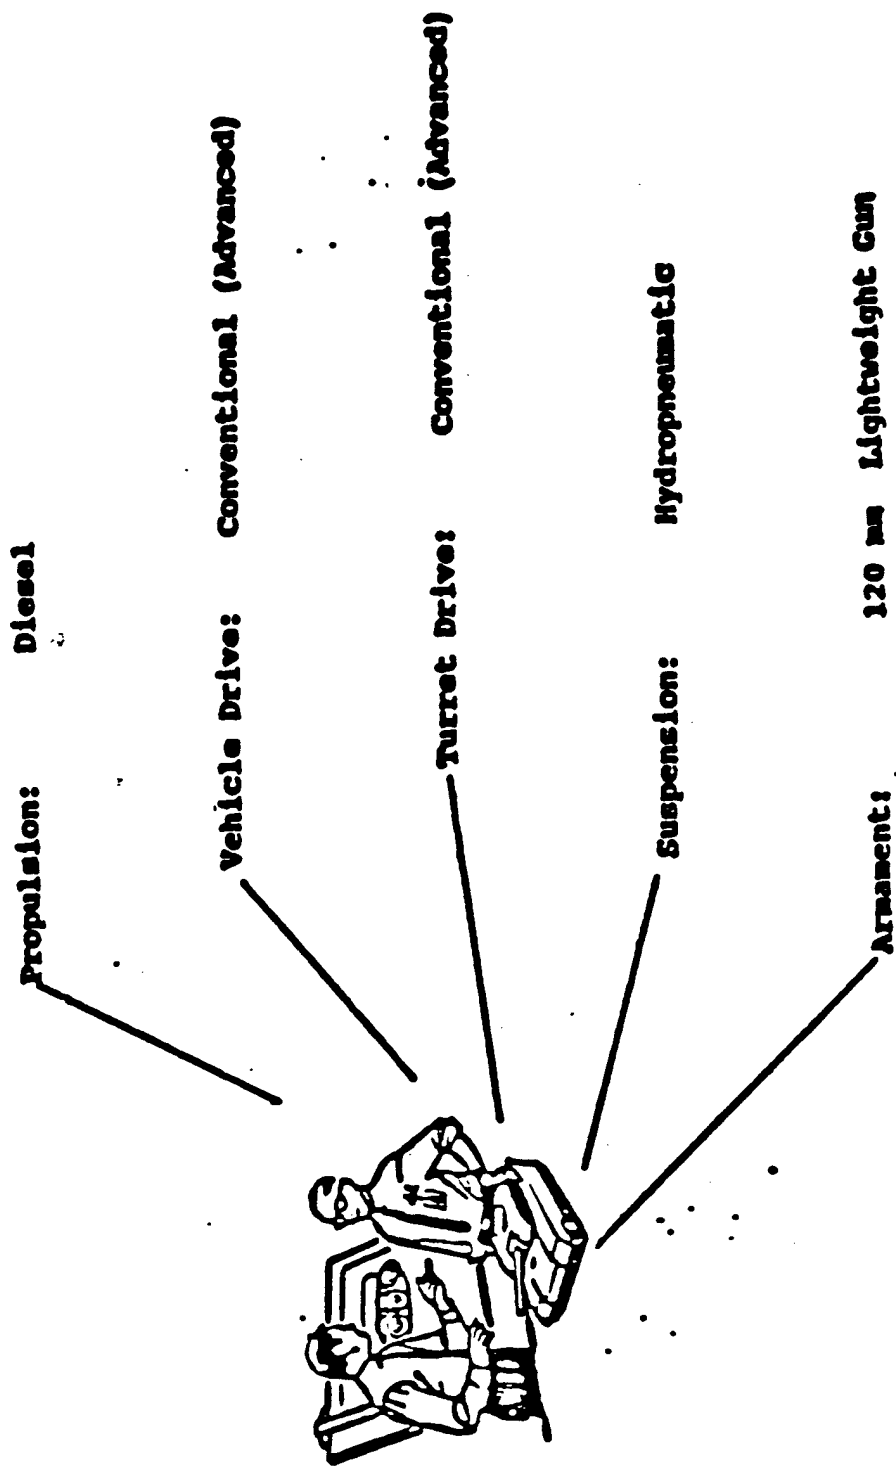 Propulsion: Diesel
Vehicle Drive: Conventional (Advanced)
Turret Drive: Conventional (Advanced)
Suspension: Hydropneumatic
Armament: 120 mm Lightweight Gun